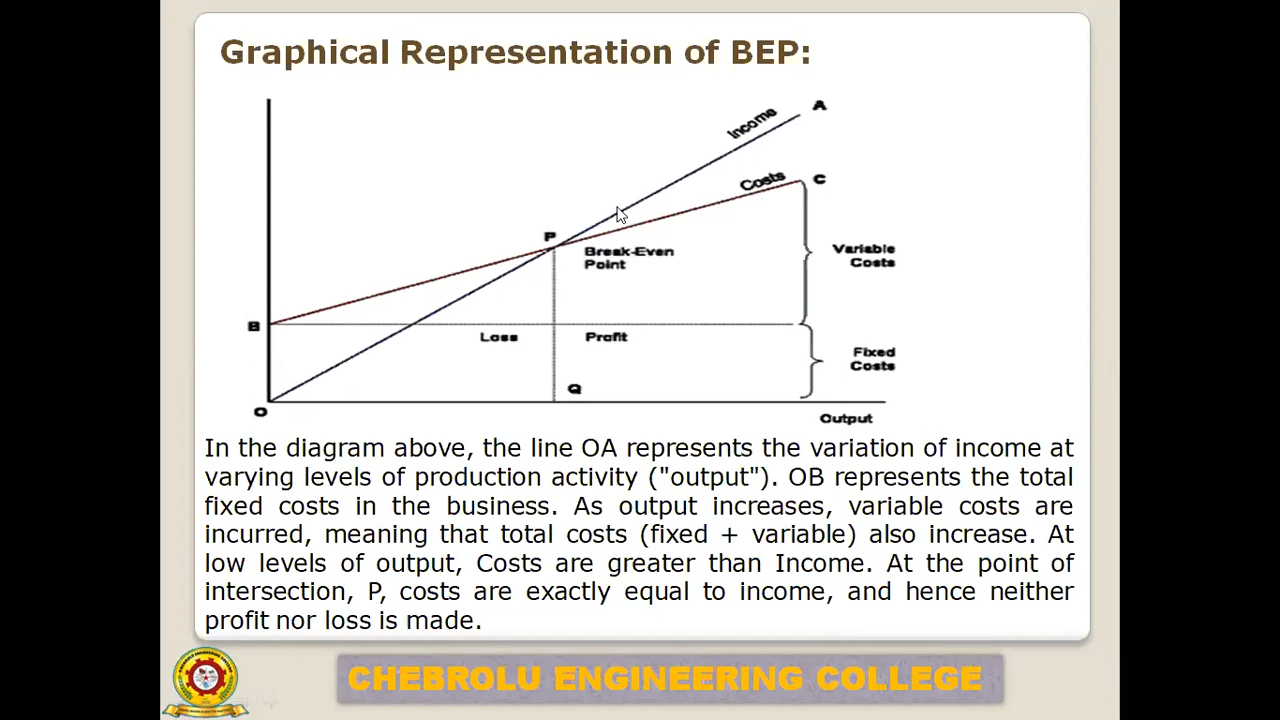 Graphical Representation of BEP:
A
Income
Costs
C
P
Break-Even
Point
Variable
Costs
B
Loss
Profit
Fixed
Costs
Q
O
Output
In the diagram above, the line OA represents the variation of income at
varying levels of production activity ("output"). OB represents the total
fixed costs in the business. As output increases, variable costs are
incurred, meaning that total costs (fixed + variable) also increase. At
low levels of output, Costs are greater than Income. At the point of
intersection, P, costs are exactly equal to income, and hence neither
profit nor loss is made.
CHEBROLU ENGINEERING COLLEGE